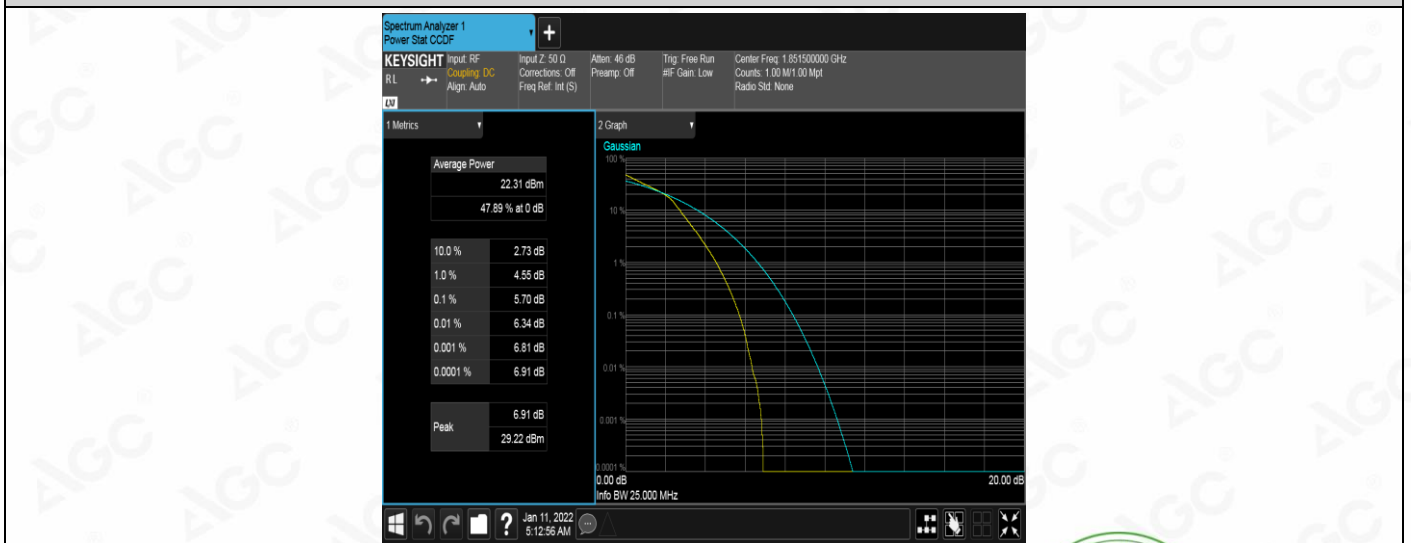 Spectrum Analyzer 1
Power Stat CCDF
+
KEYSIGHT
RL
LXI
Input: RF
Coupling: DC
Align: Auto
Input Z: 50 Ω
Corrections: Off
Freq Ref: Int (S)
Atten: 46 dB
Preamp: Off
Trig: Free Run
#IF Gain: Low
Center Freq: 1.851500000 GHz
Counts: 1.00 M/1.00 Mpt
Radio Std: None
1 Metrics
Average Power
22.31 dBm
47.89 % at 0 dB
10.0 % 2.73 dB
1.0 % 4.55 dB
0.1 % 5.70 dB
0.01 % 6.34 dB
0.001 % 6.81 dB
0.0001 % 6.91 dB
Peak
6.91 dB
29.22 dBm
2 Graph
Gaussian
100 %
10 %
1 %
0.1 %
0.01 %
0.001 %
0.0001 %
0.00 dB 20.00 dB
Info BW 25.000 MHz
?
Jan 11, 2022
5:12:56 AM
AGC